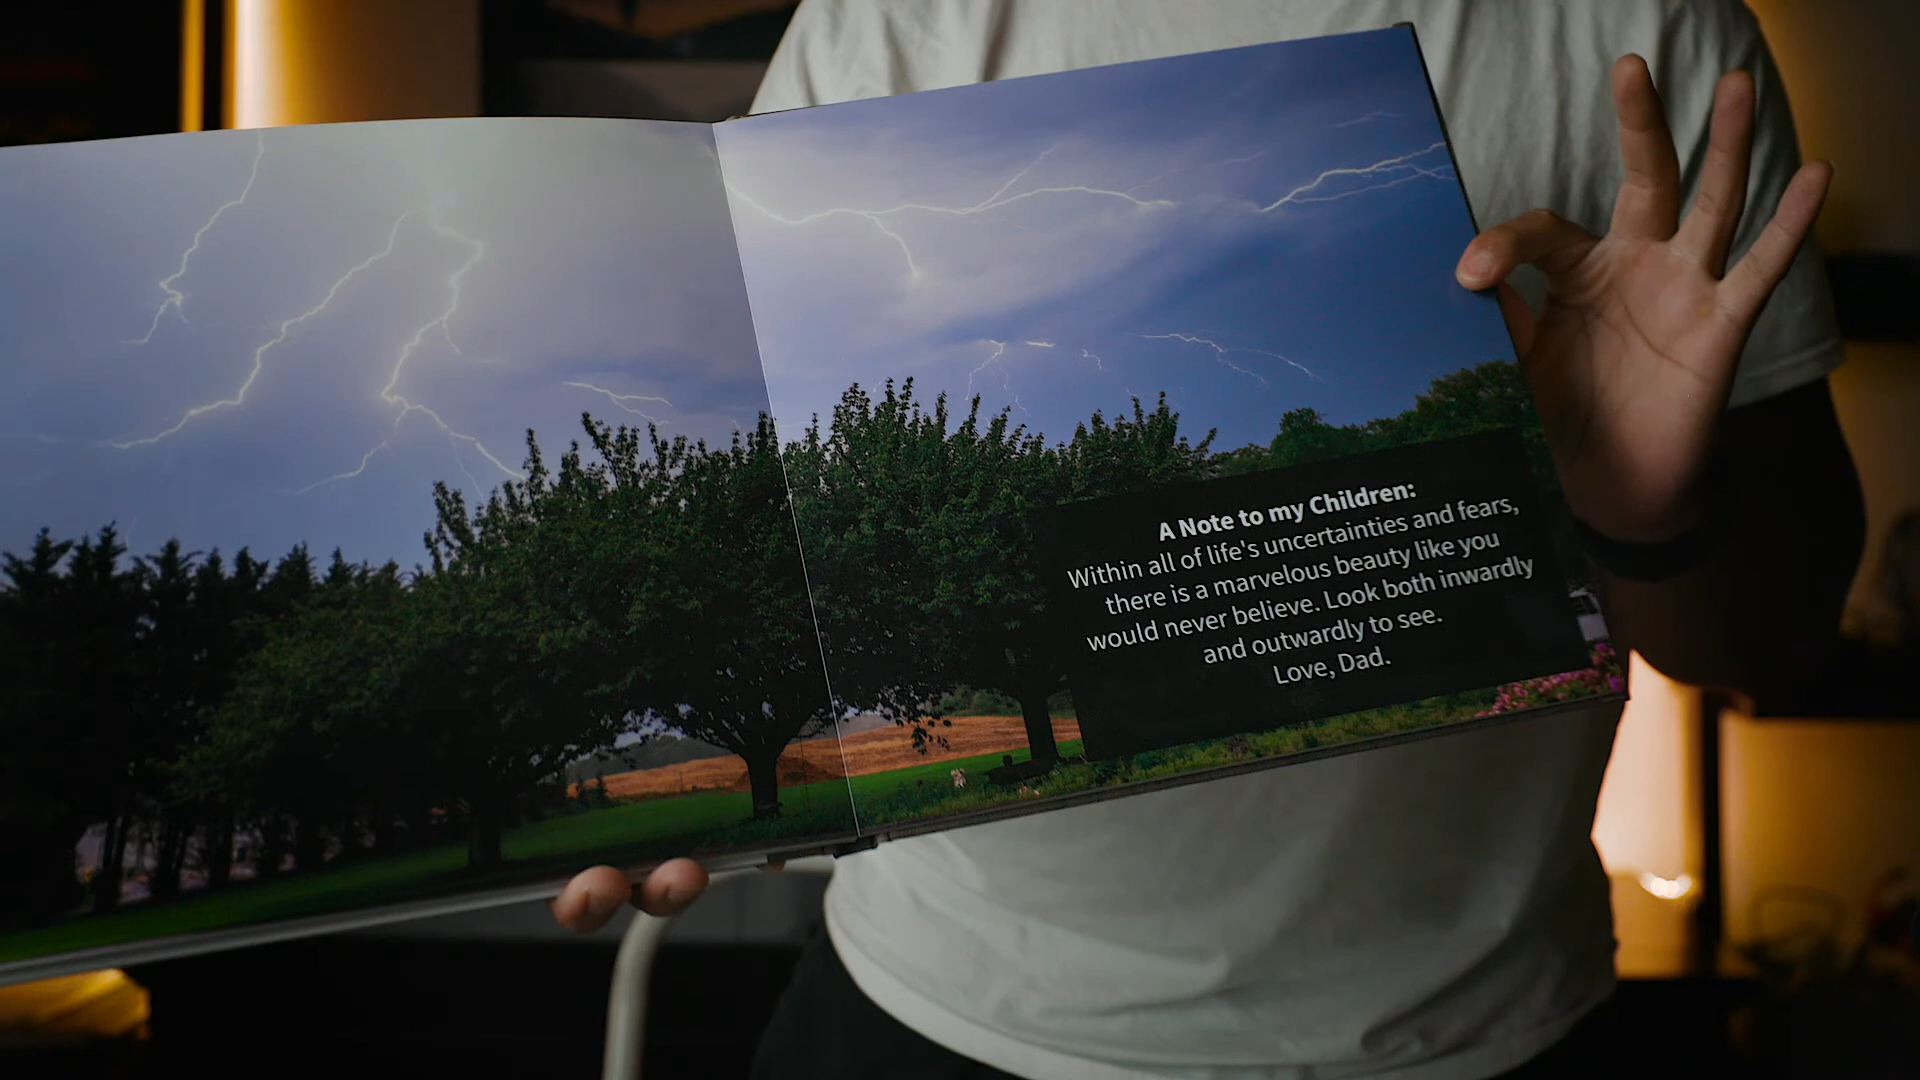 A Note to my Children:
Within all of life's uncertainties and fears,
there is a marvelous beauty like you
would never believe. Look both inwardly
and outwardly to see.
Love, Dad.